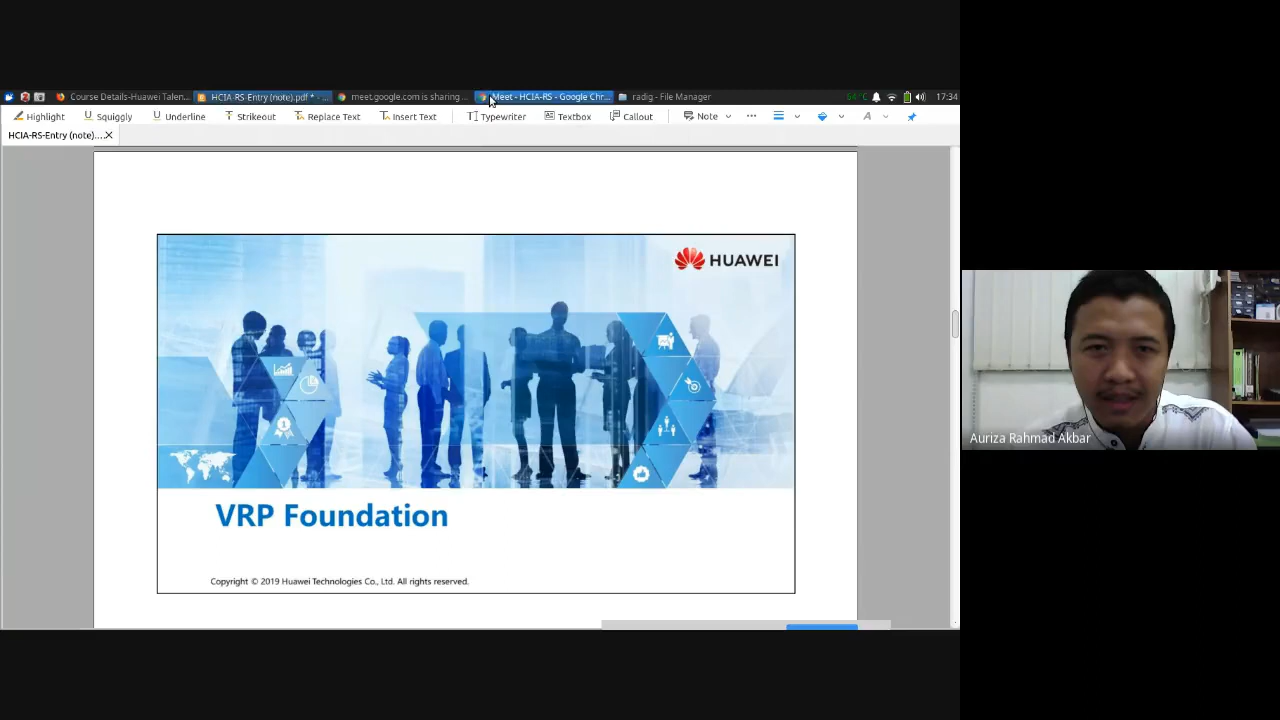 Course Details-Huawei Talen...
HCIA-RS-Entry (note).pdf * - ...
meet.google.com is sharing ...
Meet - HCIA-RS - Google Chr...
radig - File Manager
64°C
17:34
Highlight
Squiggly
Underline
Strikeout
Replace Text
Insert Text
Typewriter
Textbox
Callout
Note
HCIA-RS-Entry (note)....
HUAWEI
VRP Foundation
Copyright © 2019 Huawei Technologies Co., Ltd. All rights reserved.
Auriza Rahmad Akbar